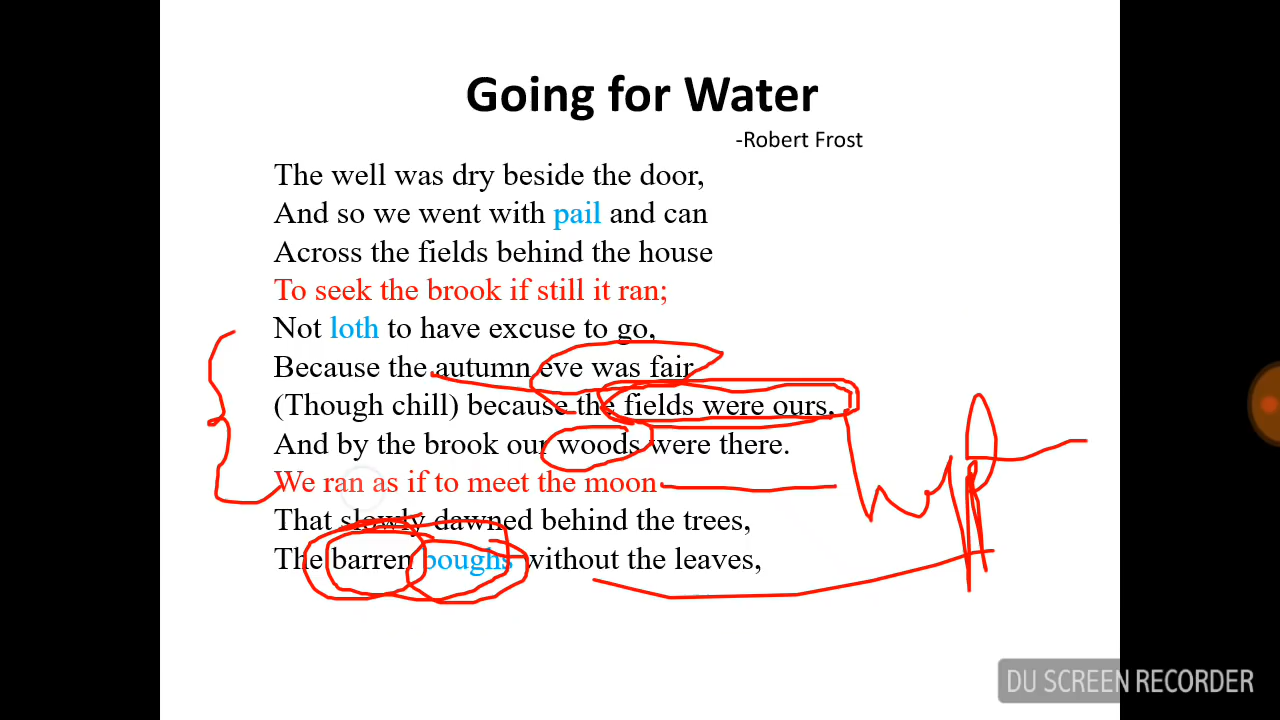 Going for Water
-Robert Frost
The well was dry beside the door,
And so we went with pail and can
Across the fields behind the house
To seek the brook if still it ran;
Not loth to have excuse to go,
Because the autumn eve was fair
(Though chill) because the fields were ours,
And by the brook our woods were there.
We ran as if to meet the moon
That slowly dawned behind the trees,
The barren boughs without the leaves,
DU SCREEN RECORDER